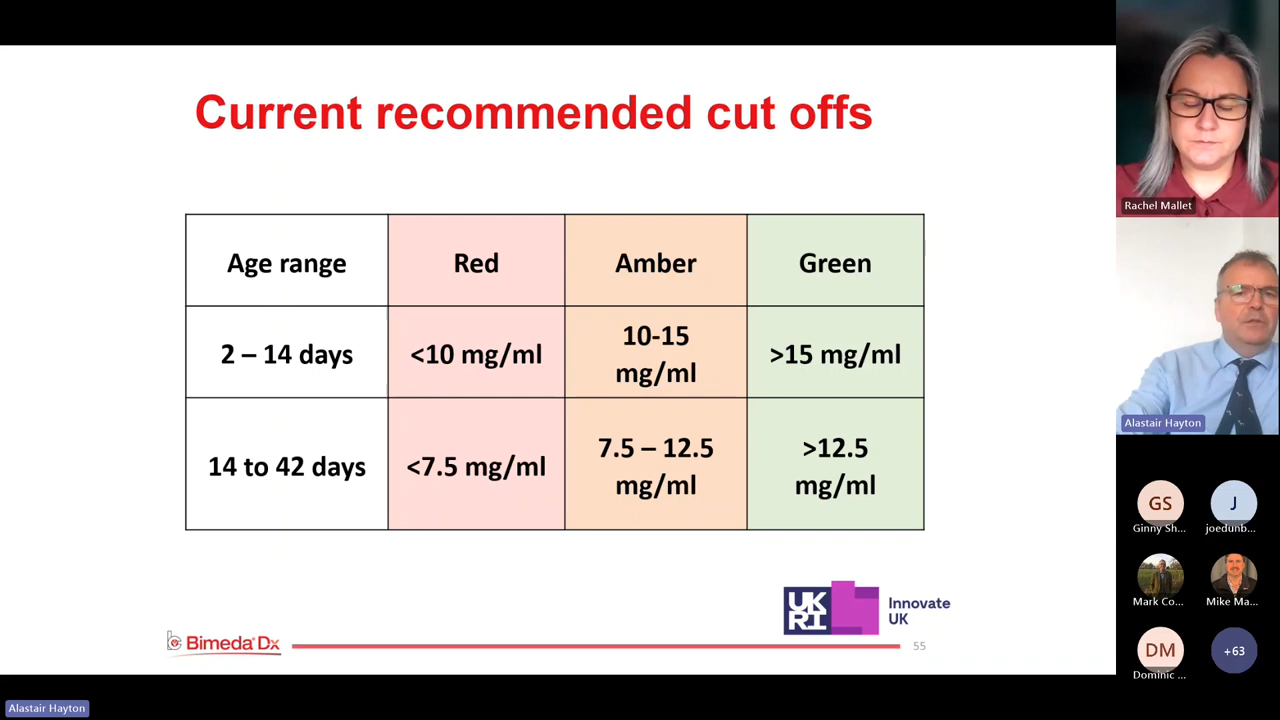 Current recommended cut offs
Age range
Red
Amber
Green
2 – 14 days
<10 mg/ml
10-15
mg/ml
>15 mg/ml
14 to 42 days
<7.5 mg/ml
7.5 – 12.5
mg/ml
>12.5
mg/ml
UK
RI
Innovate
UK
Bimeda® Dx
55
Rachel Mallet
Alastair Hayton
GS
J
Ginny Sh...
joedunb...
Mark Co...
Mike Ma...
DM
+63
Dominic ...
Alastair Hayton